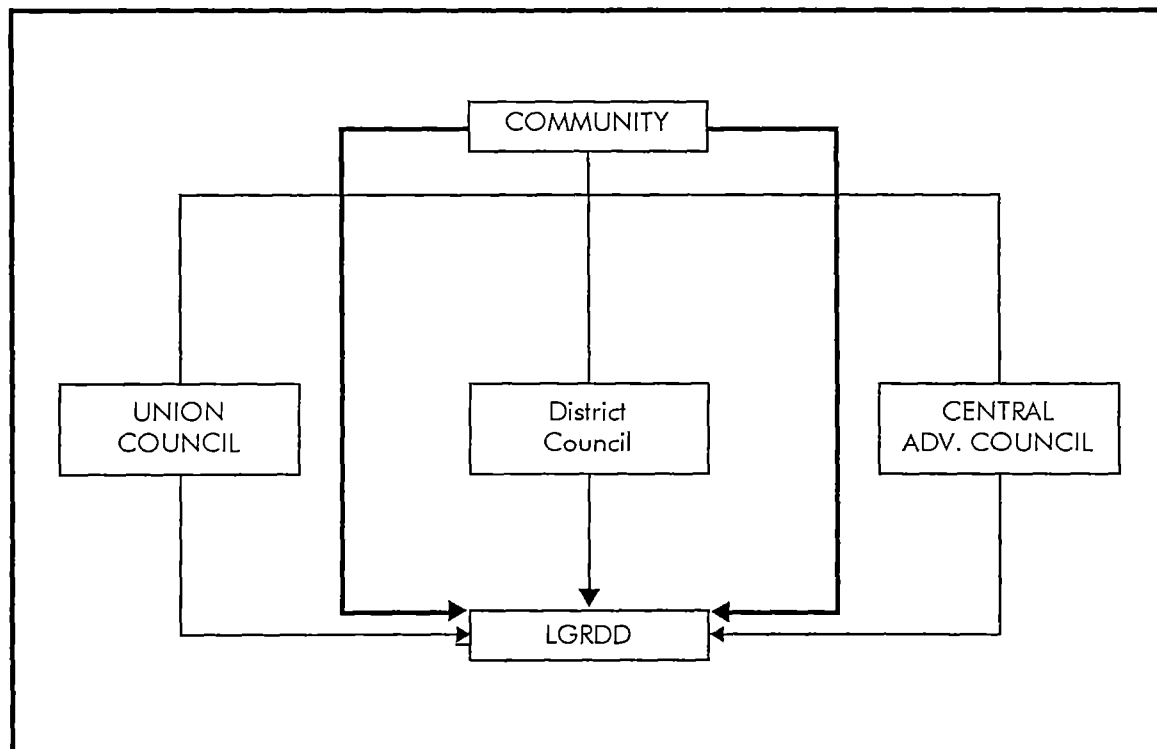 COMMUNITY
UNION
COUNCIL
District
Council
CENTRAL
ADV. COUNCIL
LGRDD